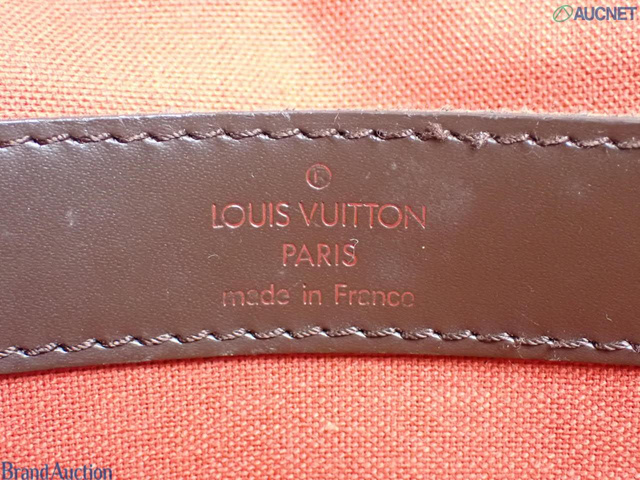 AUCNET
®
LOUIS VUITTON
PARIS
made in France
BrandAuction